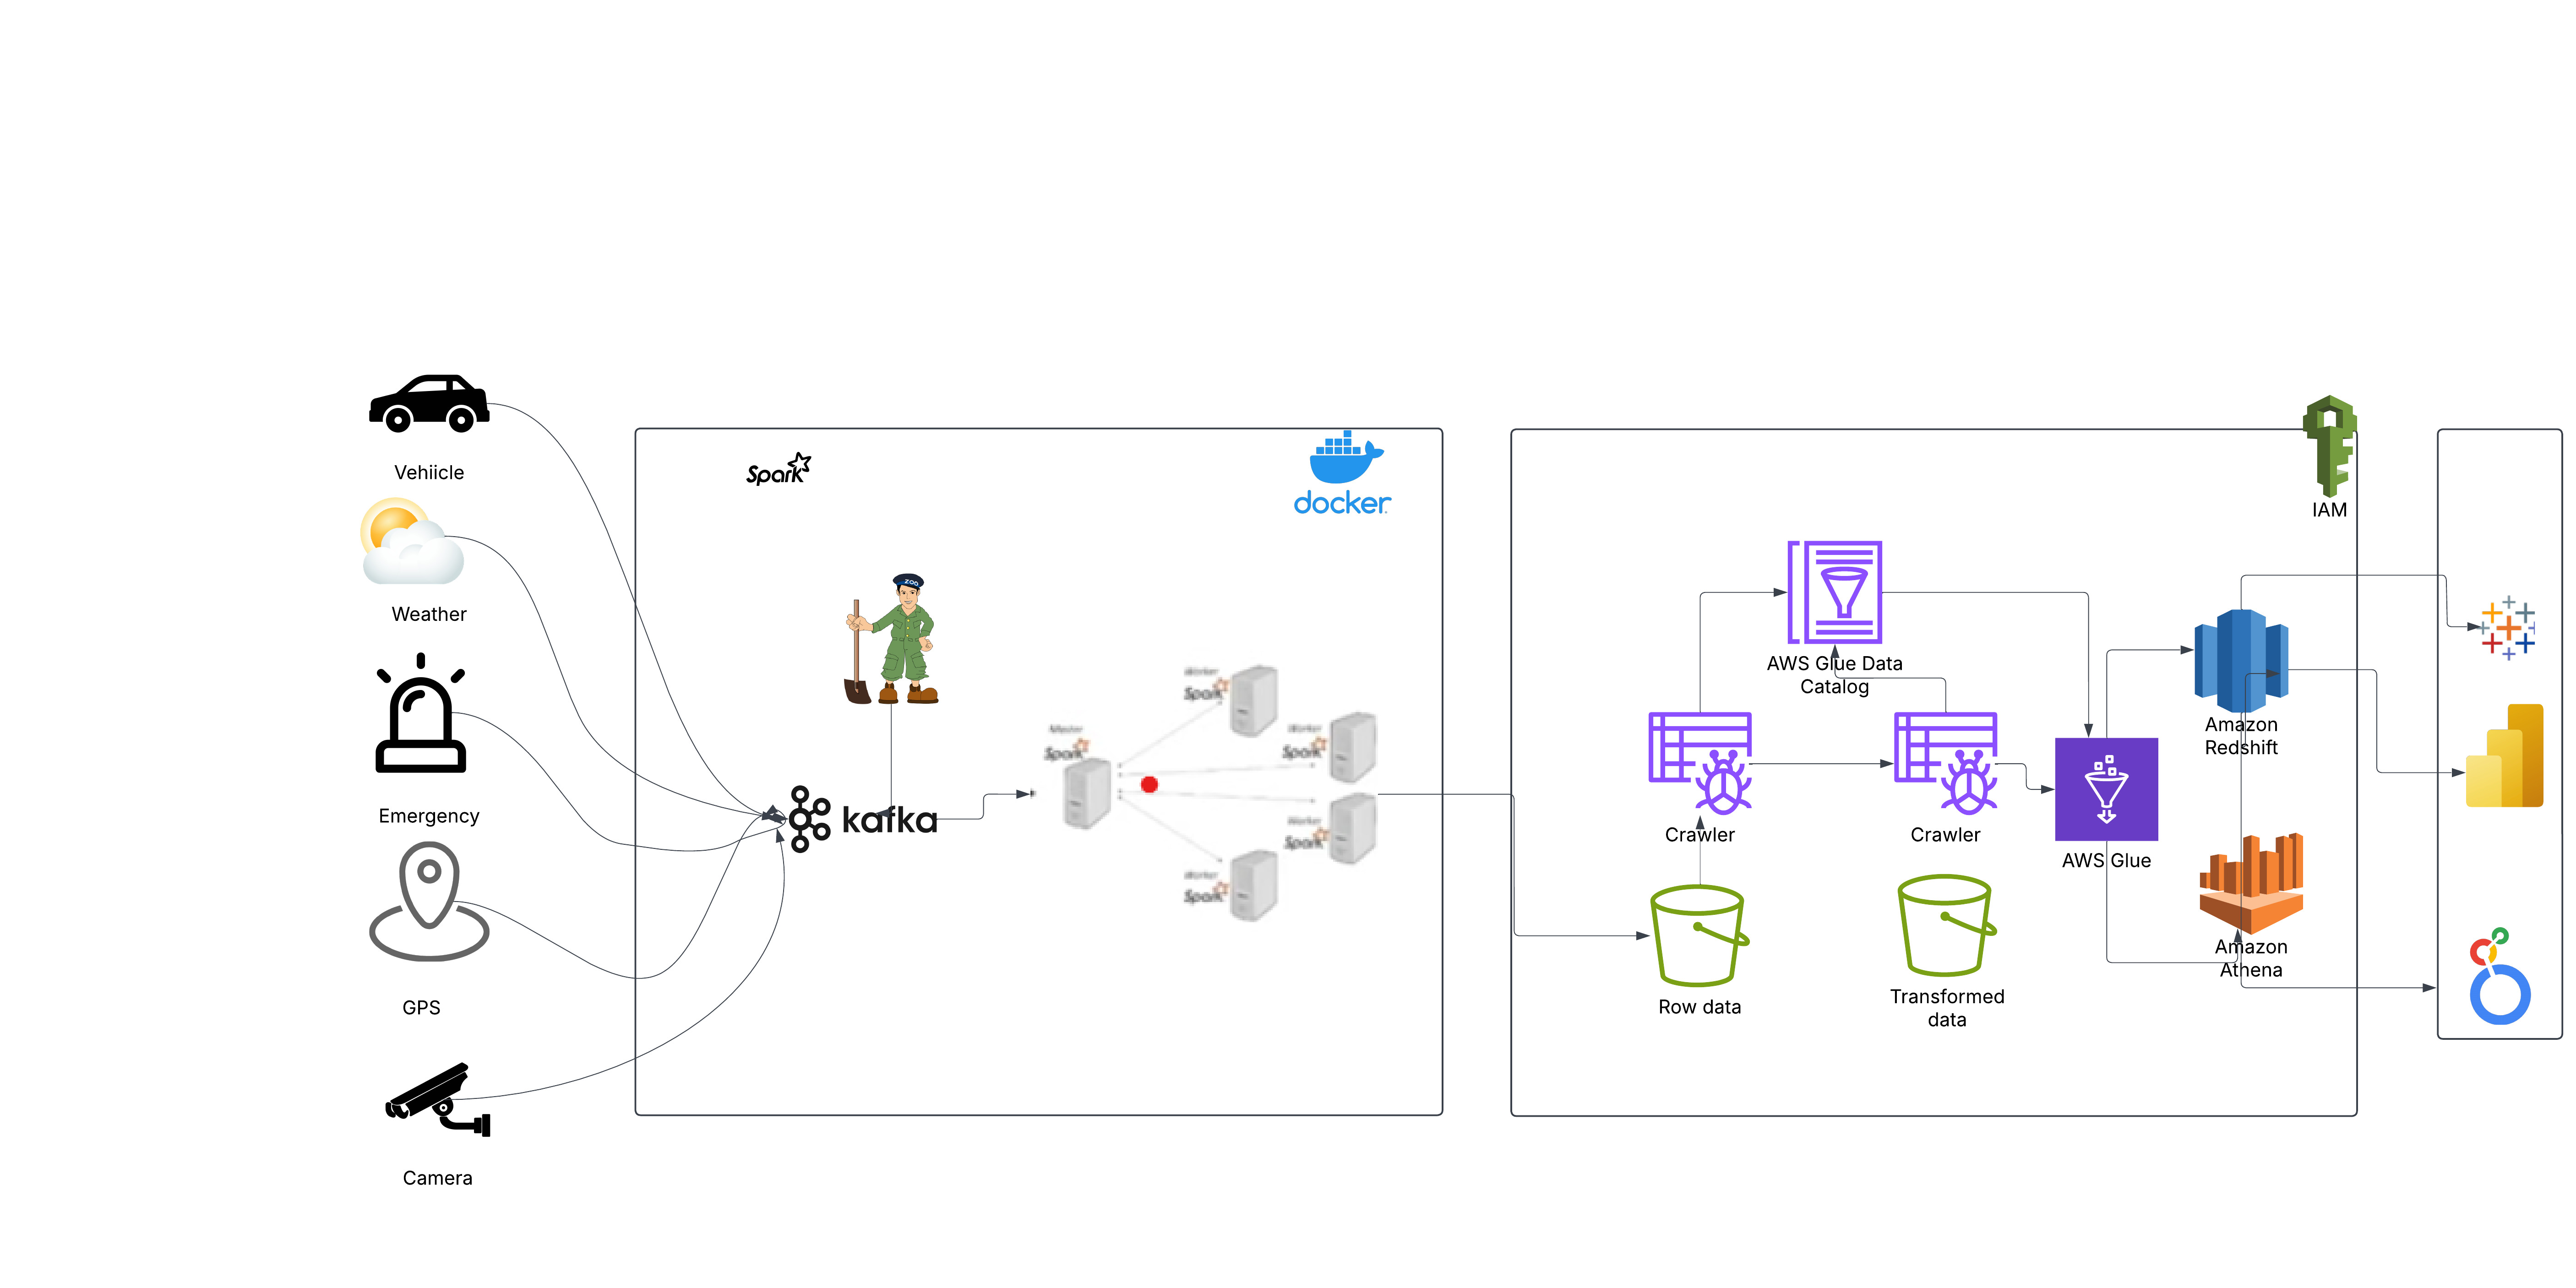 Vehiicle
Weather
Emergency
GPS
Camera
Spark
docker
ZOO
kafka
Master
Spark
Worker
Spark
Worker
Spark
Worker
Spark
Worker
Spark
IAM
AWS Glue Data
Catalog
Crawler
Crawler
AWS Glue
Row data
Transformed
data
Amazon
Redshift
Amazon
Athena